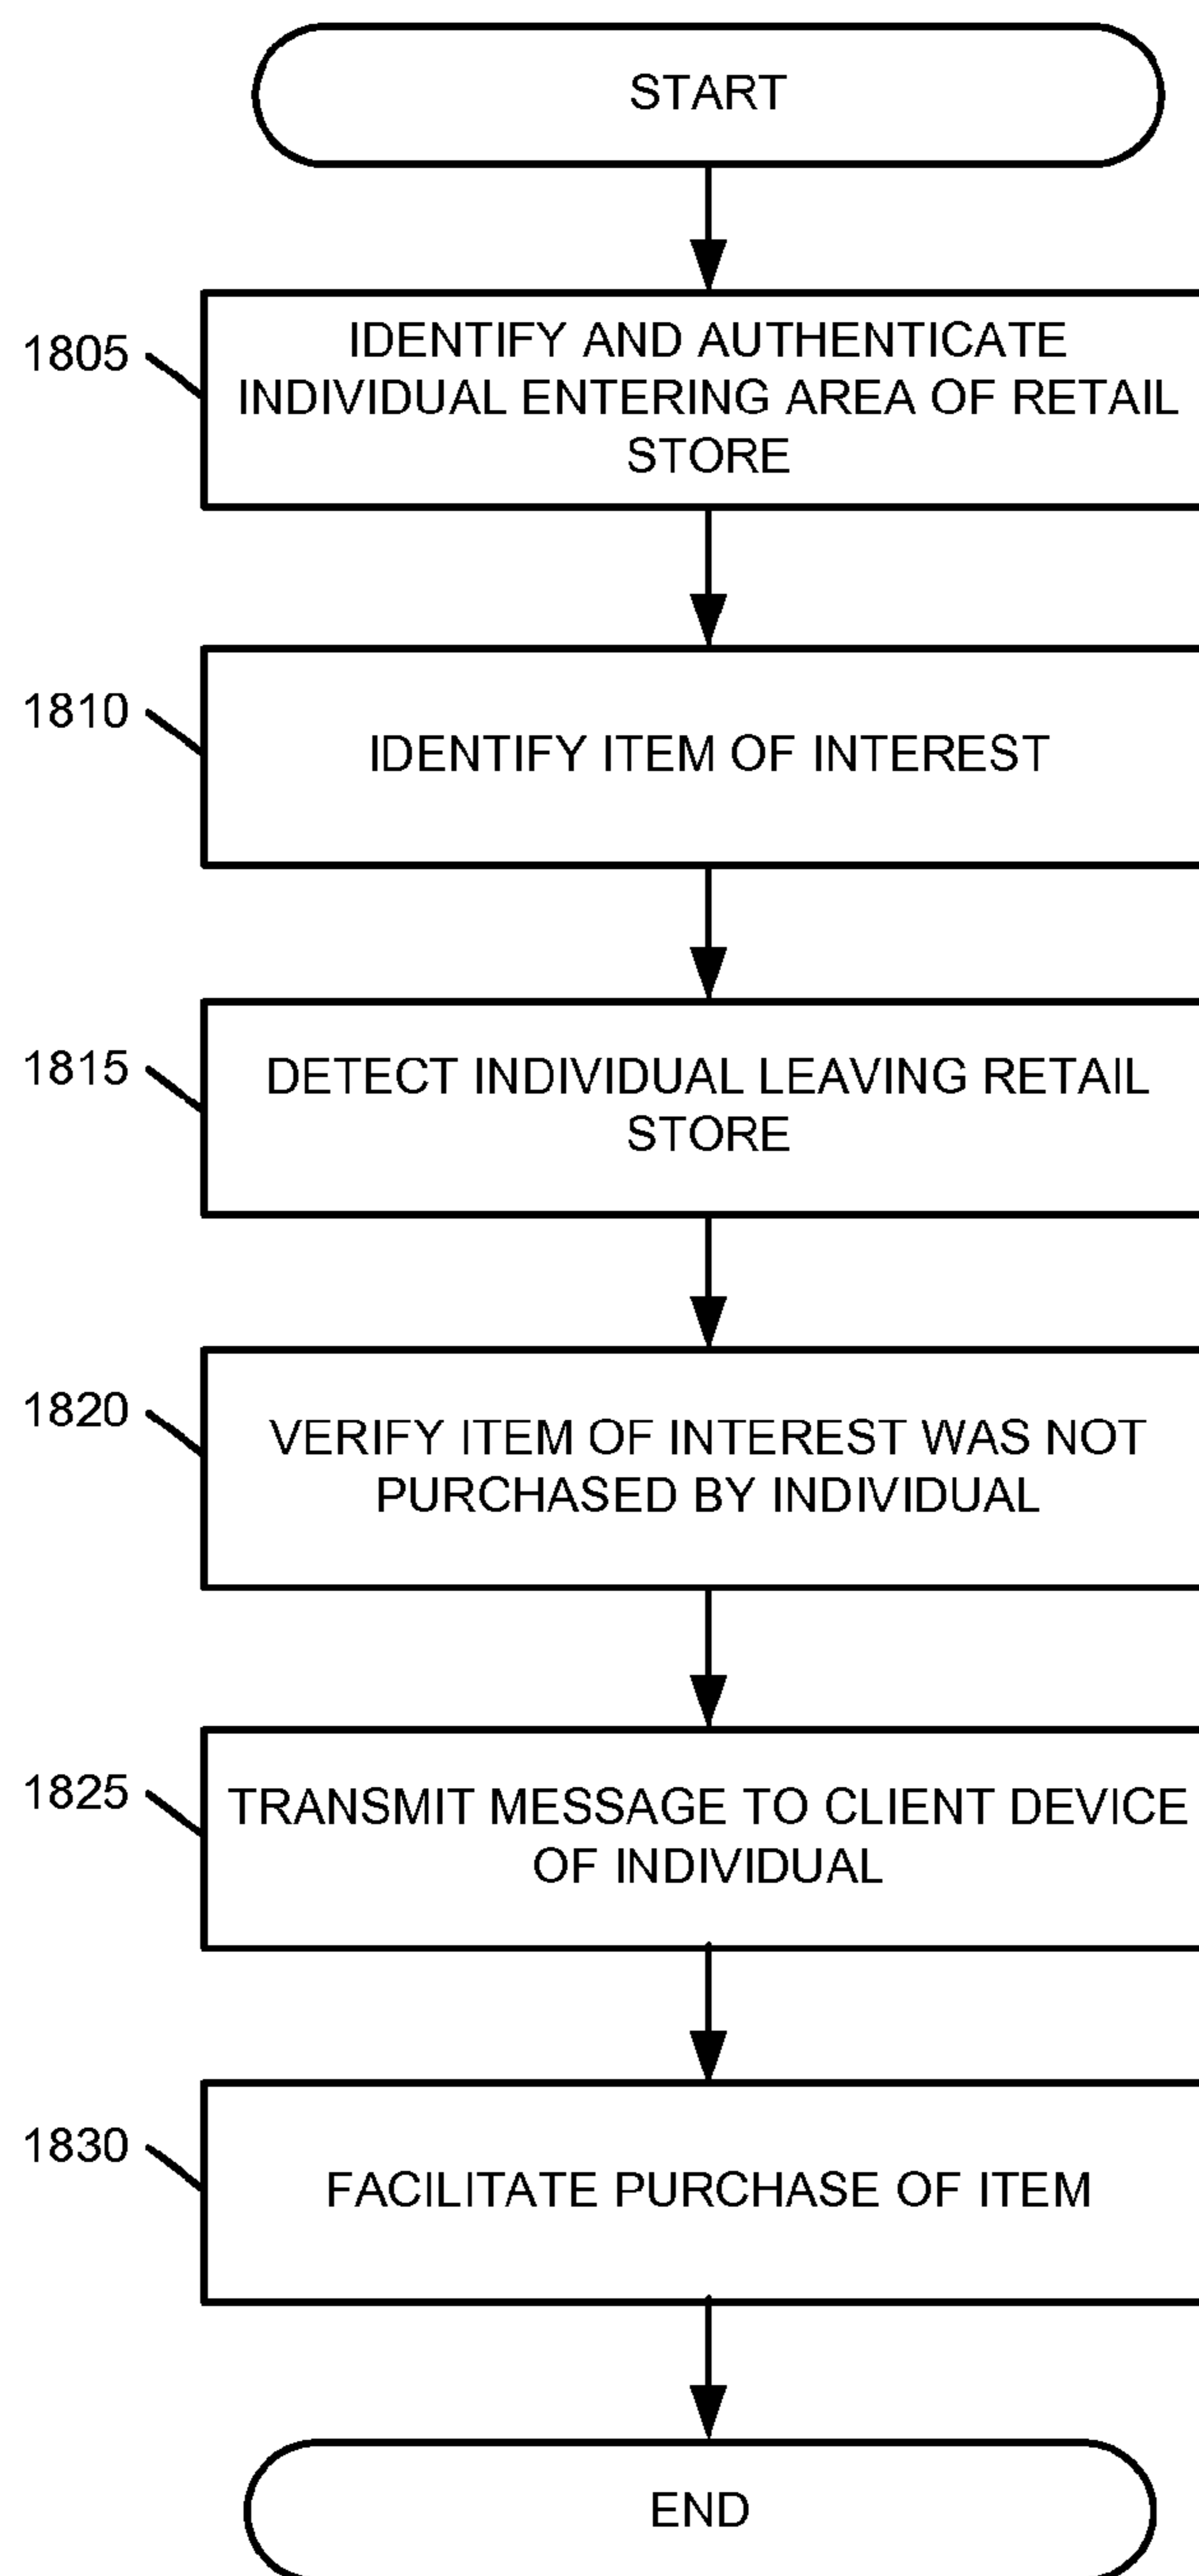 START
1805
IDENTIFY AND AUTHENTICATE
INDIVIDUAL ENTERING AREA OF RETAIL
STORE
1810
IDENTIFY ITEM OF INTEREST
1815
DETECT INDIVIDUAL LEAVING RETAIL
STORE
1820
VERIFY ITEM OF INTEREST WAS NOT
PURCHASED BY INDIVIDUAL
1825
TRANSMIT MESSAGE TO CLIENT DEVICE
OF INDIVIDUAL
1830
FACILITATE PURCHASE OF ITEM
END